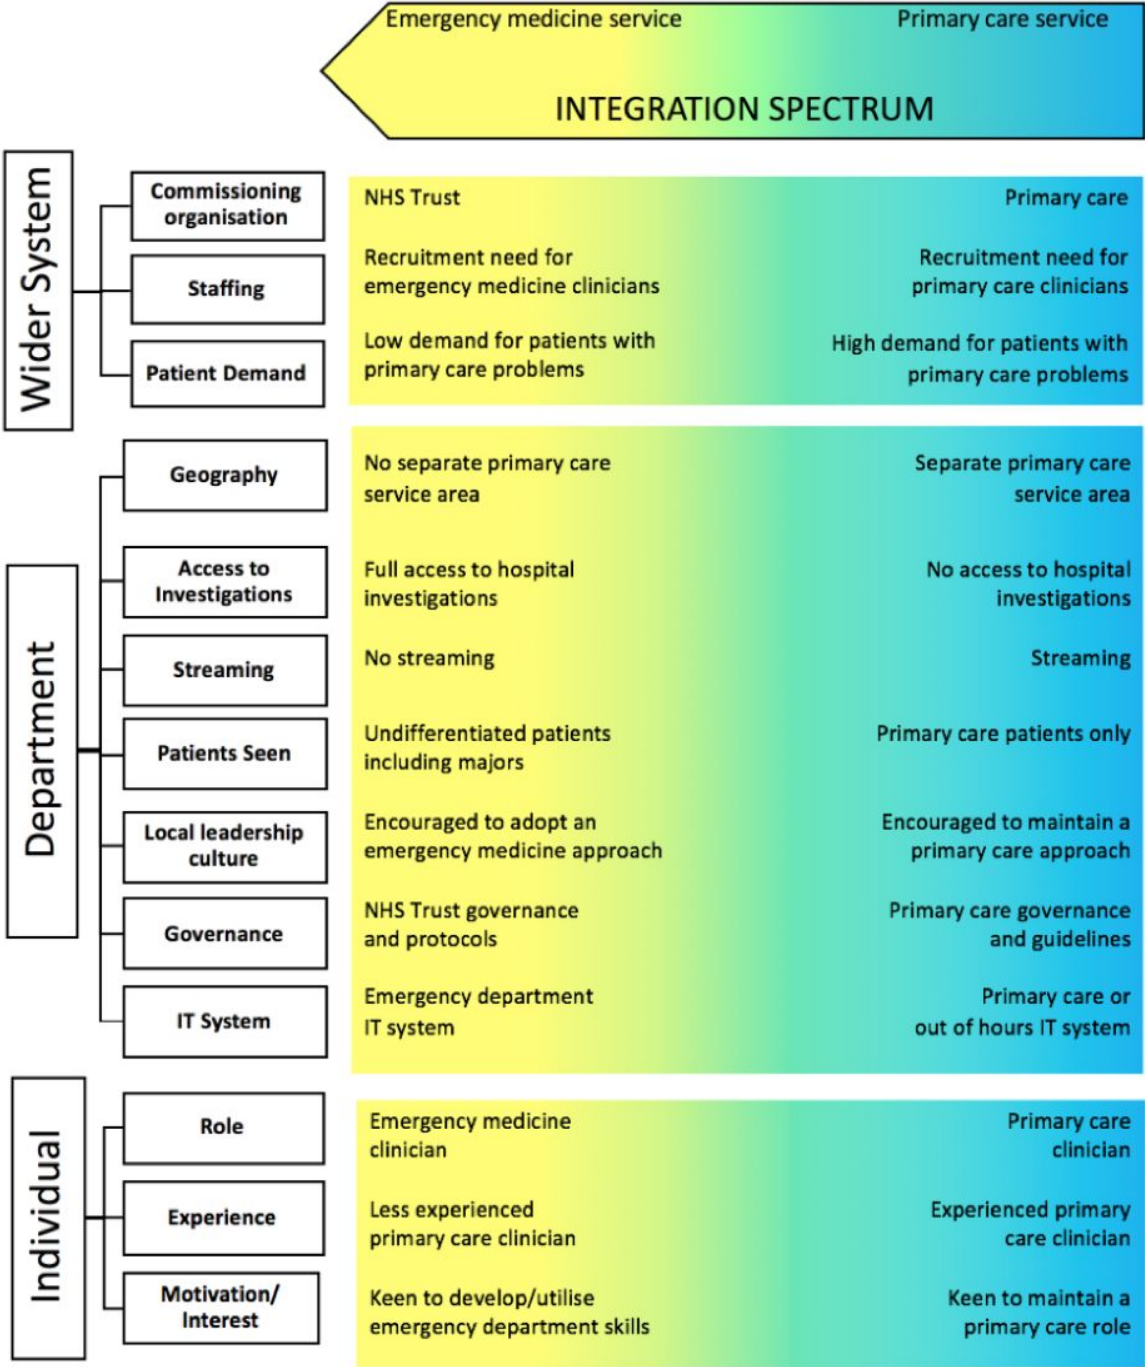 Emergency medicine service
Primary care service
INTEGRATION SPECTRUM
Wider System
Commissioning
organisation
NHS Trust
Primary care
Staffing
Recruitment need for
emergency medicine clinicians
Recruitment need for
primary care clinicians
Patient Demand
Low demand for patients with
primary care problems
High demand for patients with
primary care problems
Department
Geography
No separate primary care
service area
Separate primary care
service area
Access to
Investigations
Full access to hospital
investigations
No access to hospital
investigations
Streaming
No streaming
Streaming
Patients Seen
Undifferentiated patients
including majors
Primary care patients only
Local leadership
culture
Encouraged to adopt an
emergency medicine approach
Encouraged to maintain a
primary care approach
Governance
NHS Trust governance
and protocols
Primary care governance
and guidelines
IT System
Emergency department
IT system
Primary care or
out of hours IT system
Individual
Role
Emergency medicine
clinician
Primary care
clinician
Experience
Less experienced
primary care clinician
Experienced primary
care clinician
Motivation/
Interest
Keen to develop/utilise
emergency department skills
Keen to maintain a
primary care role